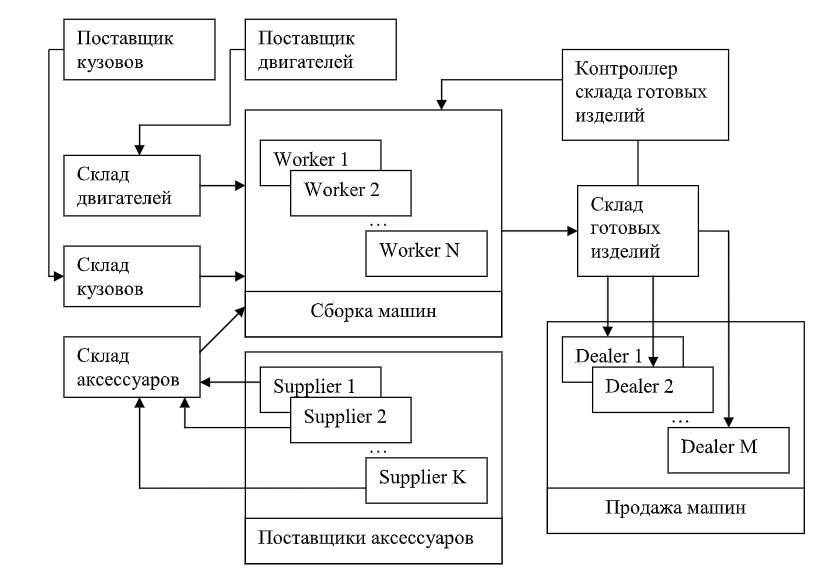 Поставщик
кузовов
Поставщик
двигателей
Контроллер
склада готовых
изделий
Склад
двигателей
Worker 1
Worker 2
...
Worker N
Склад
готовых
изделий
Склад
кузовов
Сборка машин
Склад
аксессуаров
Supplier 1
Supplier 2
...
Supplier K
Поставщики аксессуаров
Dealer 1
Dealer 2
...
Dealer M
Продажа машин